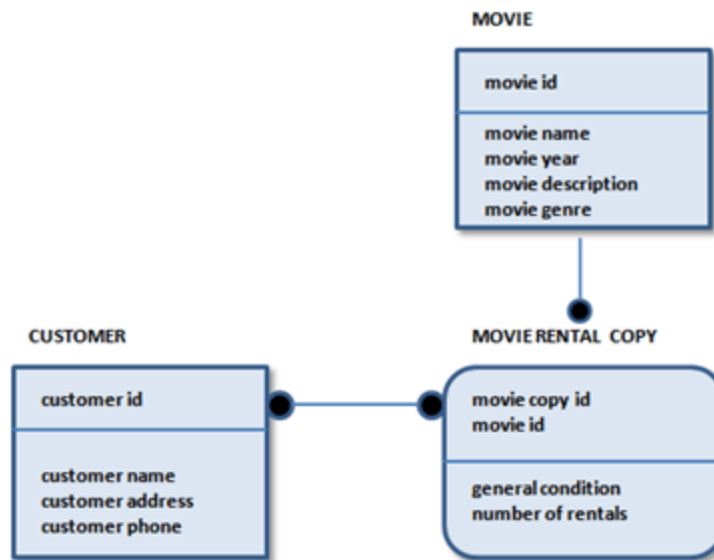 MOVIE
movie id
movie name
movie year
movie description
movie genre
CUSTOMER
customer id
customer name
customer address
customer phone
MOVIE RENTAL COPY
movie copy id
movie id
general condition
number of rentals